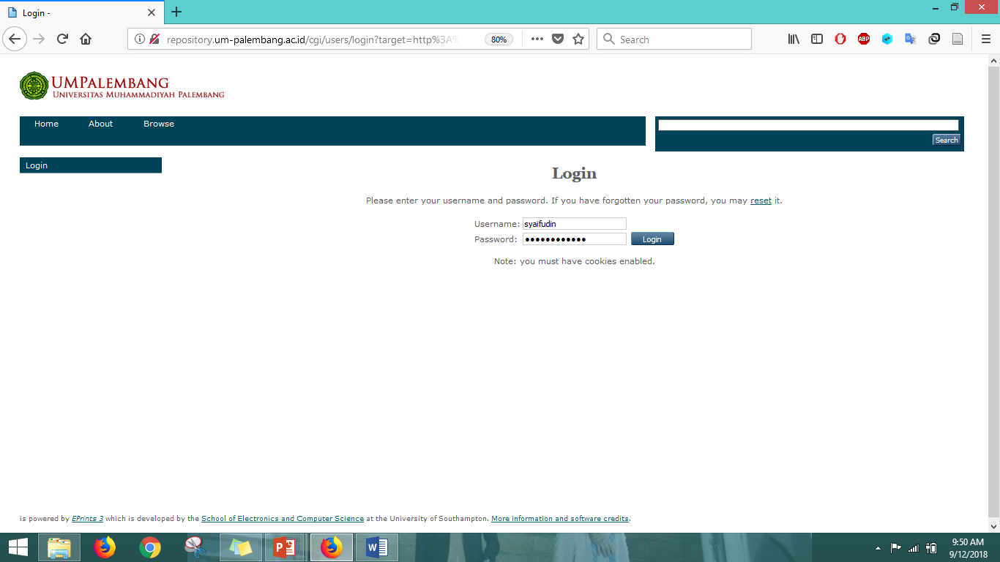 Login -
repository.um-palembang.ac.id/cgi/users/login?target=http%3A%
80%
Search
ABP
UMPALEMBANG
UNIVERSITAS MUHAMMADIYAH PALEMBANG
Home About Browse
Search
Login
Login
Please enter your username and password. If you have forgotten your password, you may reset it.
Username: syaifudin
Password: ●●●●●●●●●●●● Login
Note: you must have cookies enabled.
is powered by EPrints 3 which is developed by the School of Electronics and Computer Science at the University of Southampton. More information and software credits.
9:50 AM
9/12/2018